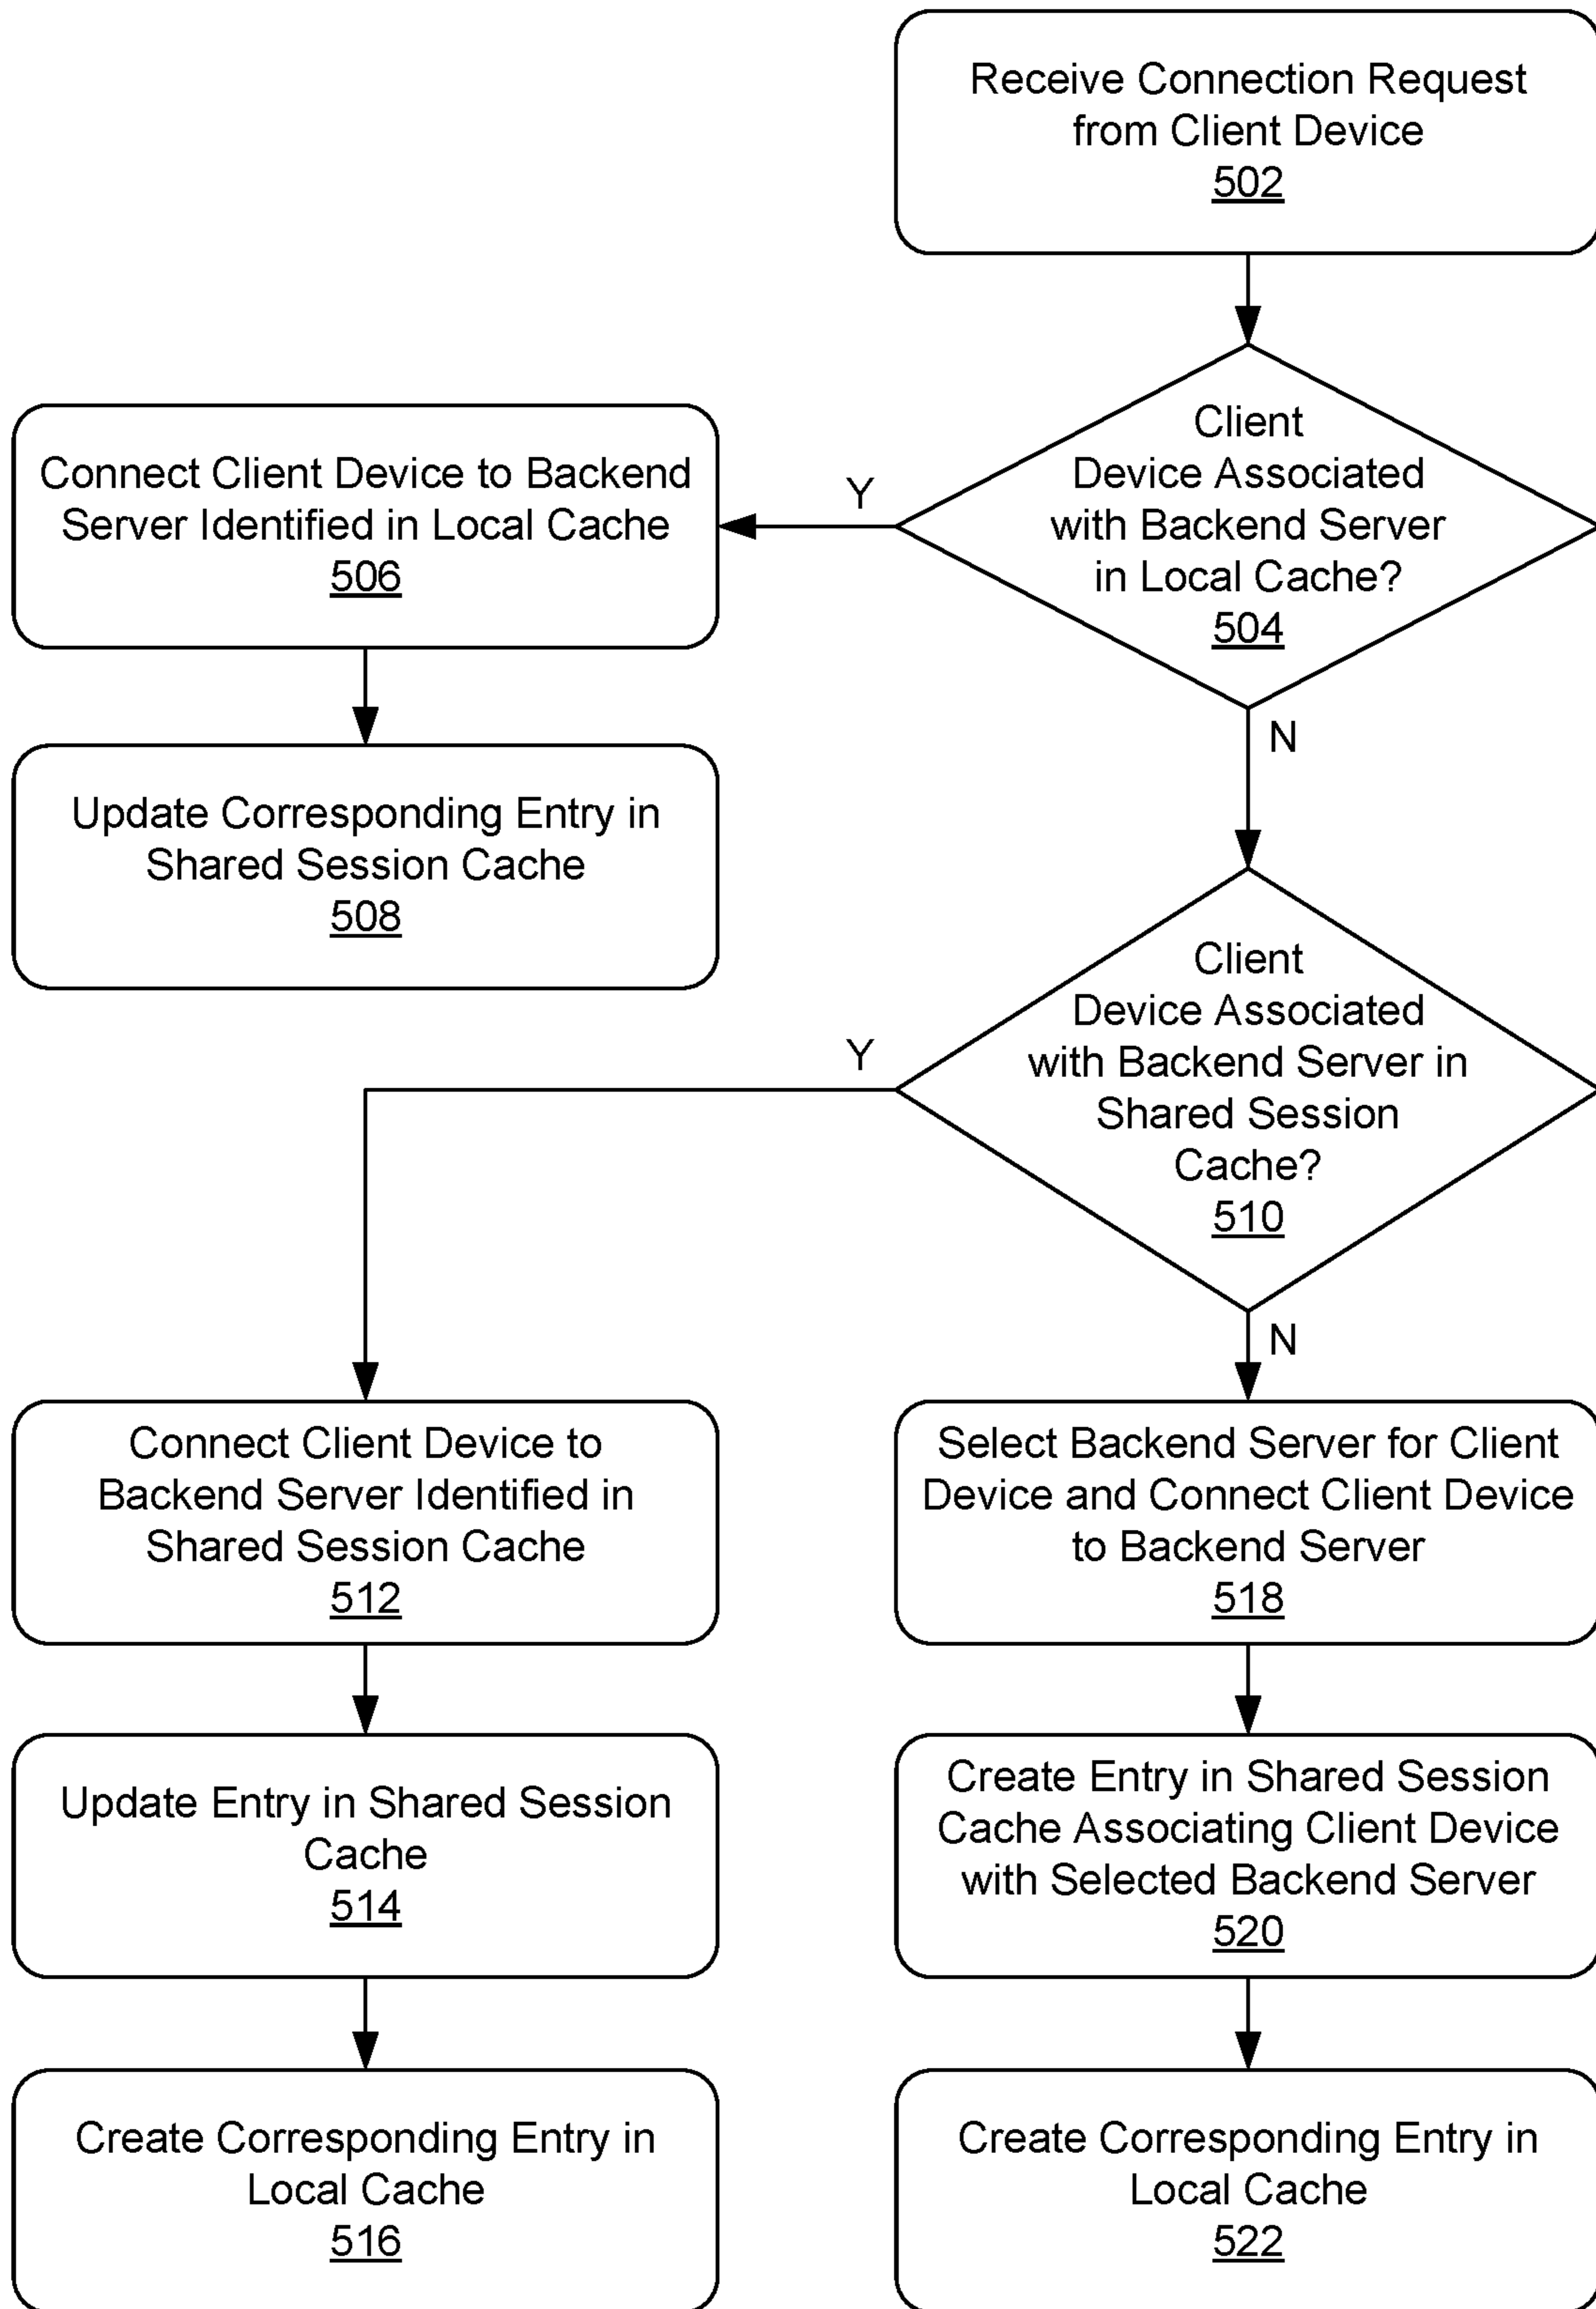 Receive Connection Request
from Client Device
502
Client
Device Associated
with Backend Server
in Local Cache?
504
Y
Connect Client Device to Backend
Server Identified in Local Cache
506
Update Corresponding Entry in
Shared Session Cache
508
N
Client
Device Associated
with Backend Server in
Shared Session
Cache?
510
Y
Connect Client Device to
Backend Server Identified in
Shared Session Cache
512
Update Entry in Shared Session
Cache
514
Create Corresponding Entry in
Local Cache
516
N
Select Backend Server for Client
Device and Connect Client Device
to Backend Server
518
Create Entry in Shared Session
Cache Associating Client Device
with Selected Backend Server
520
Create Corresponding Entry in
Local Cache
522